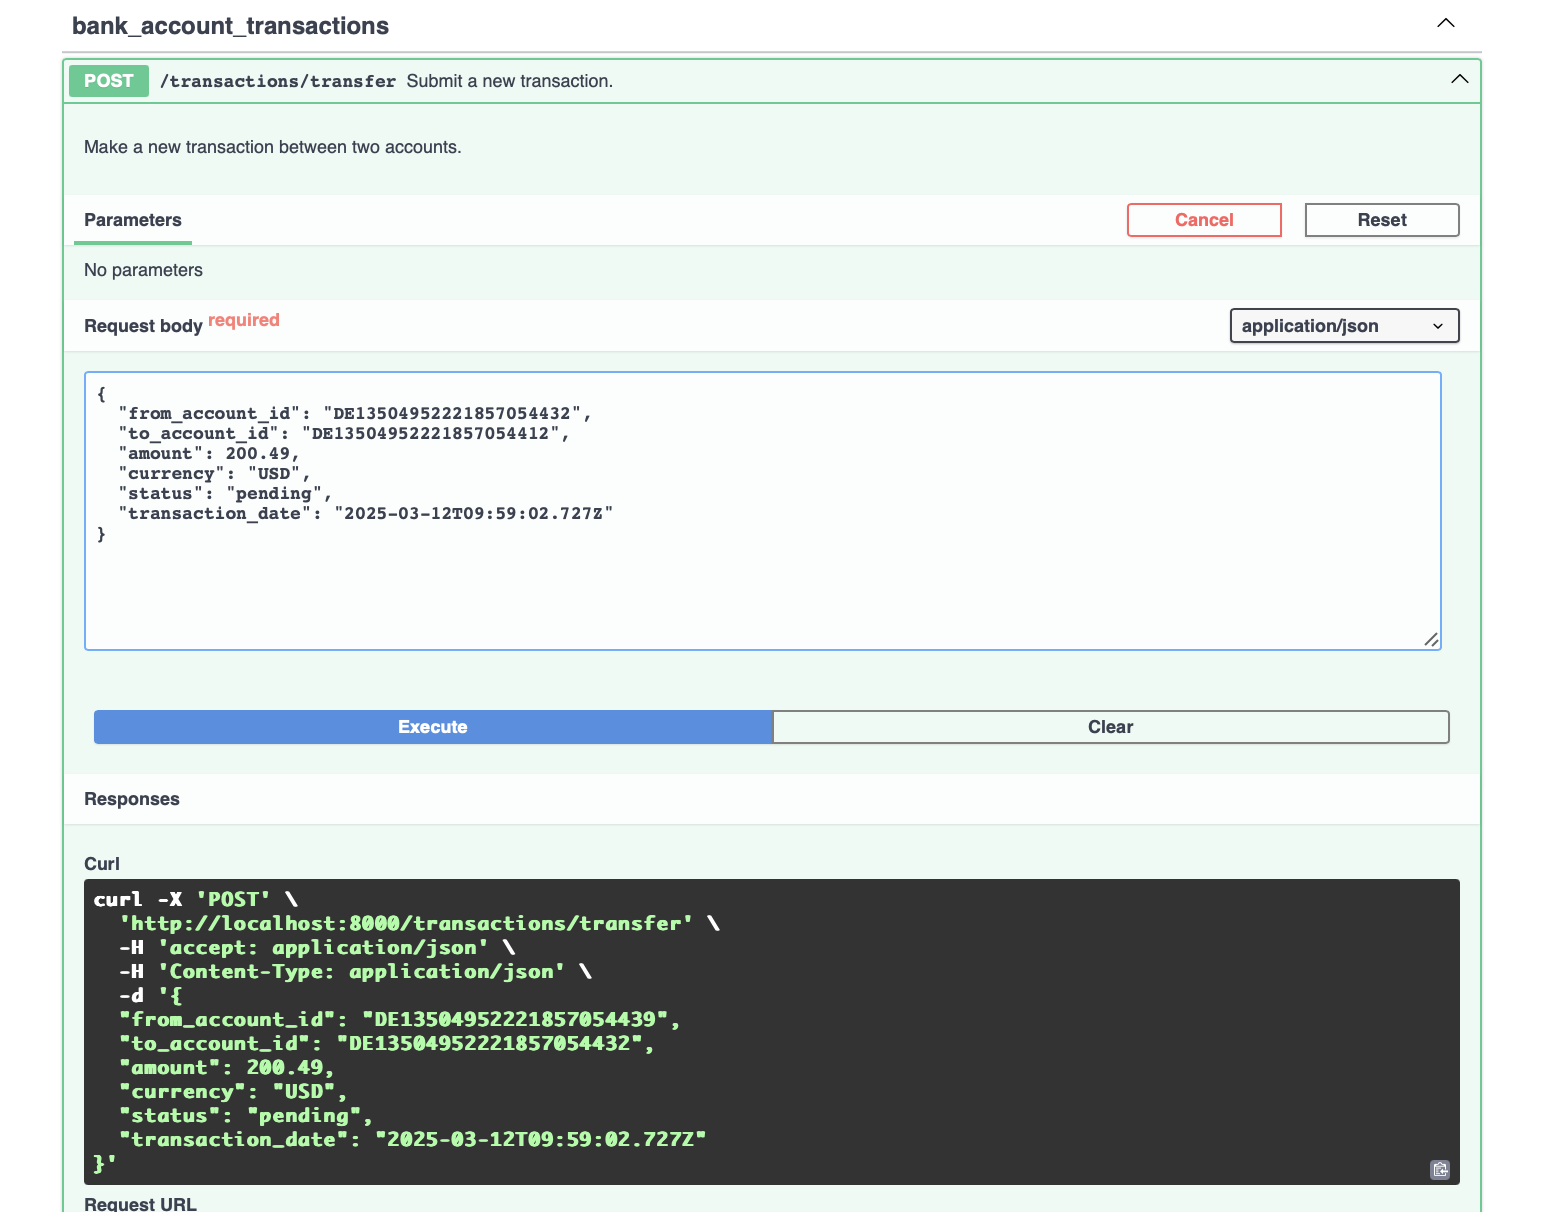 bank_account_transactions
POST /transactions/transfer Submit a new transaction.
Make a new transaction between two accounts.
Parameters
Cancel
Reset
No parameters
Request body required
application/json
{
  "from_account_id": "DE13504952221857054432",
  "to_account_id": "DE13504952221857054412",
  "amount": 200.49,
  "currency": "USD",
  "status": "pending",
  "transaction_date": "2025-03-12T09:59:02.727Z"
}
Execute
Clear
Responses
Curl
curl -X 'POST' \
  'http://localhost:8000/transactions/transfer' \
  -H 'accept: application/json' \
  -H 'Content-Type: application/json' \
  -d '{
  "from_account_id": "DE13504952221857054439",
  "to_account_id": "DE13504952221857054432",
  "amount": 200.49,
  "currency": "USD",
  "status": "pending",
  "transaction_date": "2025-03-12T09:59:02.727Z"
}'
Request URL